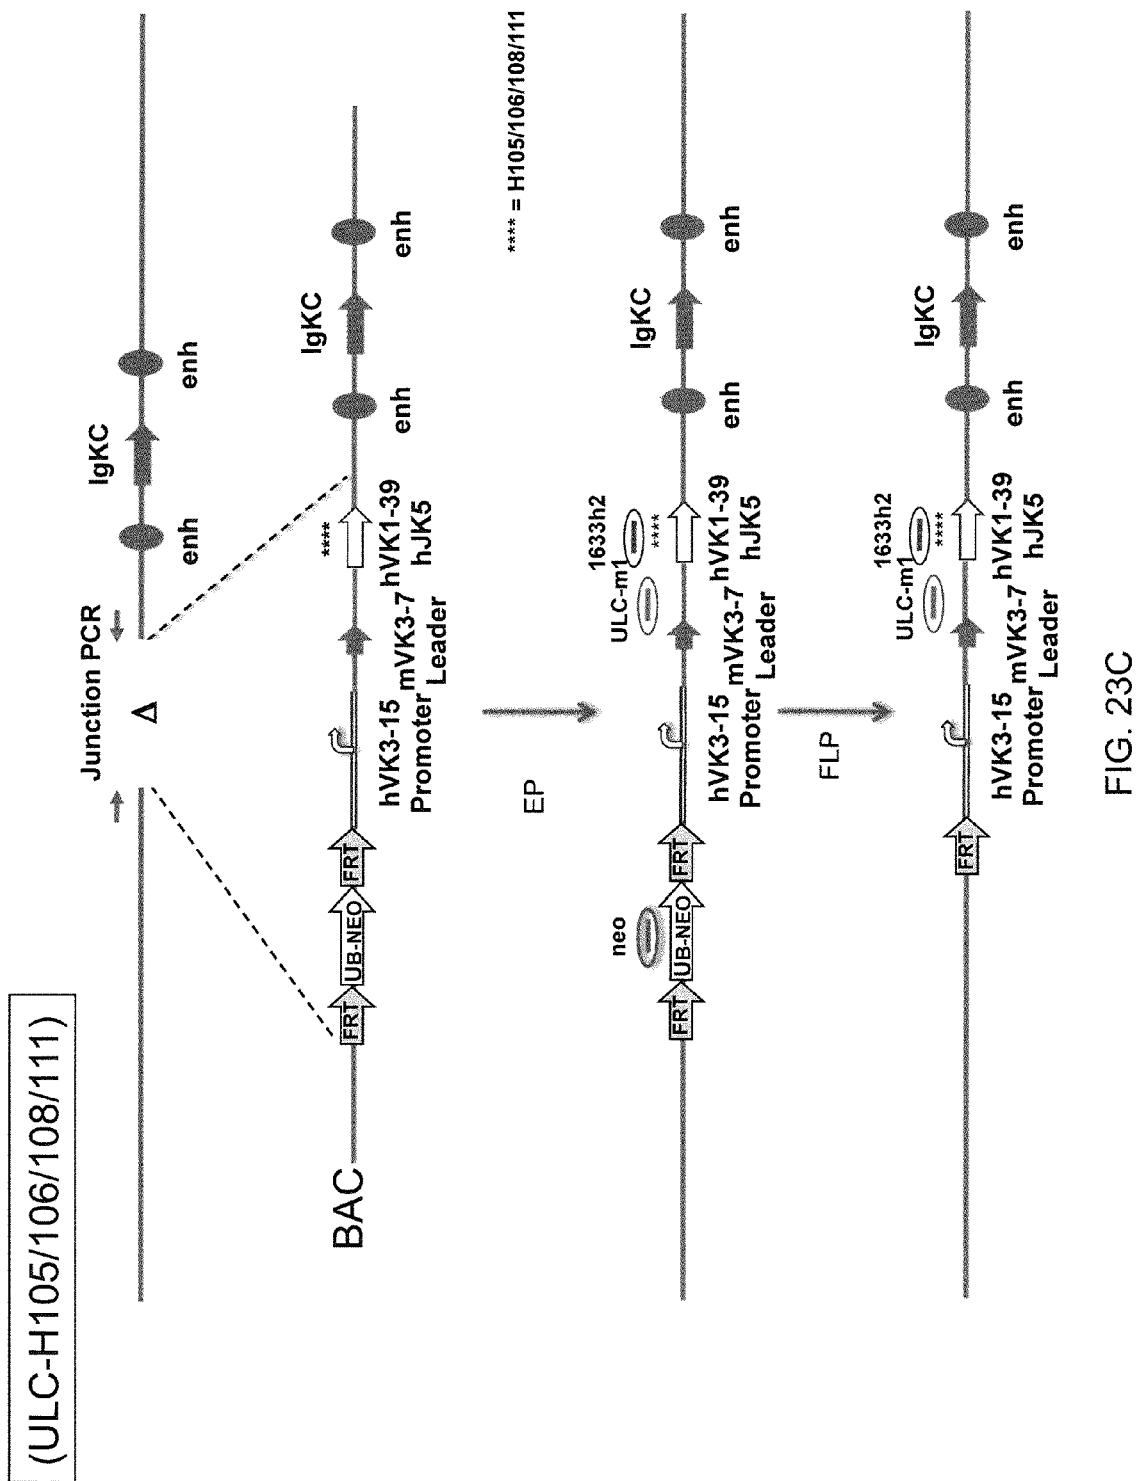 (ULC-H105/106/108/111)
Junction PCR
Δ
IgKC
enh
enh
BAC
FRT
UB-NEO
FRT
hVK3-15
Promoter
mVK3-7
Leader
****
hVK1-39
hJK5
IgKC
enh
enh
EP
**** = H105/106/108/111
neo
FRT
UB-NEO
FRT
hVK3-15
Promoter
ULC-m1
mVK3-7
Leader
1633h2
****
hVK1-39
hJK5
IgKC
enh
enh
FLP
FRT
hVK3-15
Promoter
ULC-m1
mVK3-7
Leader
1633h2
****
hVK1-39
hJK5
IgKC
enh
enh
FIG. 23C